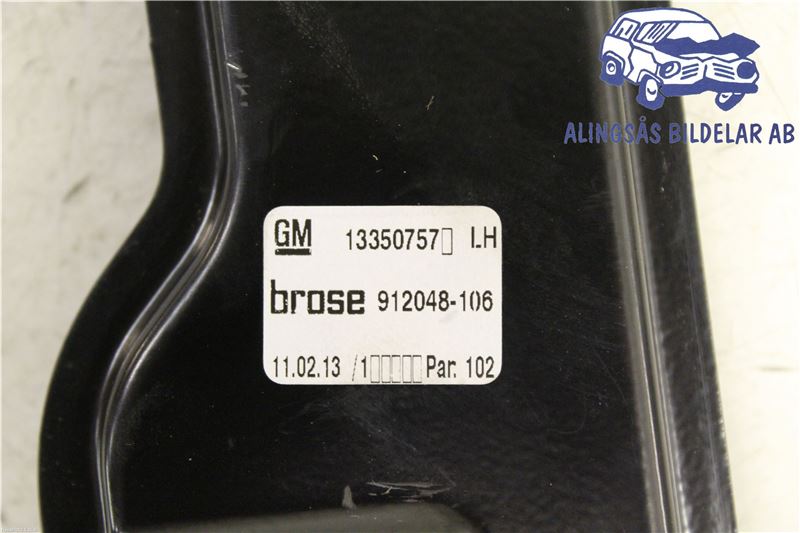 ALINGSÅS BILDELAR AB
GM 13350757▯ LH
brose 912048-106
11.02.13 /1▯▯▯▯▯Par: 102